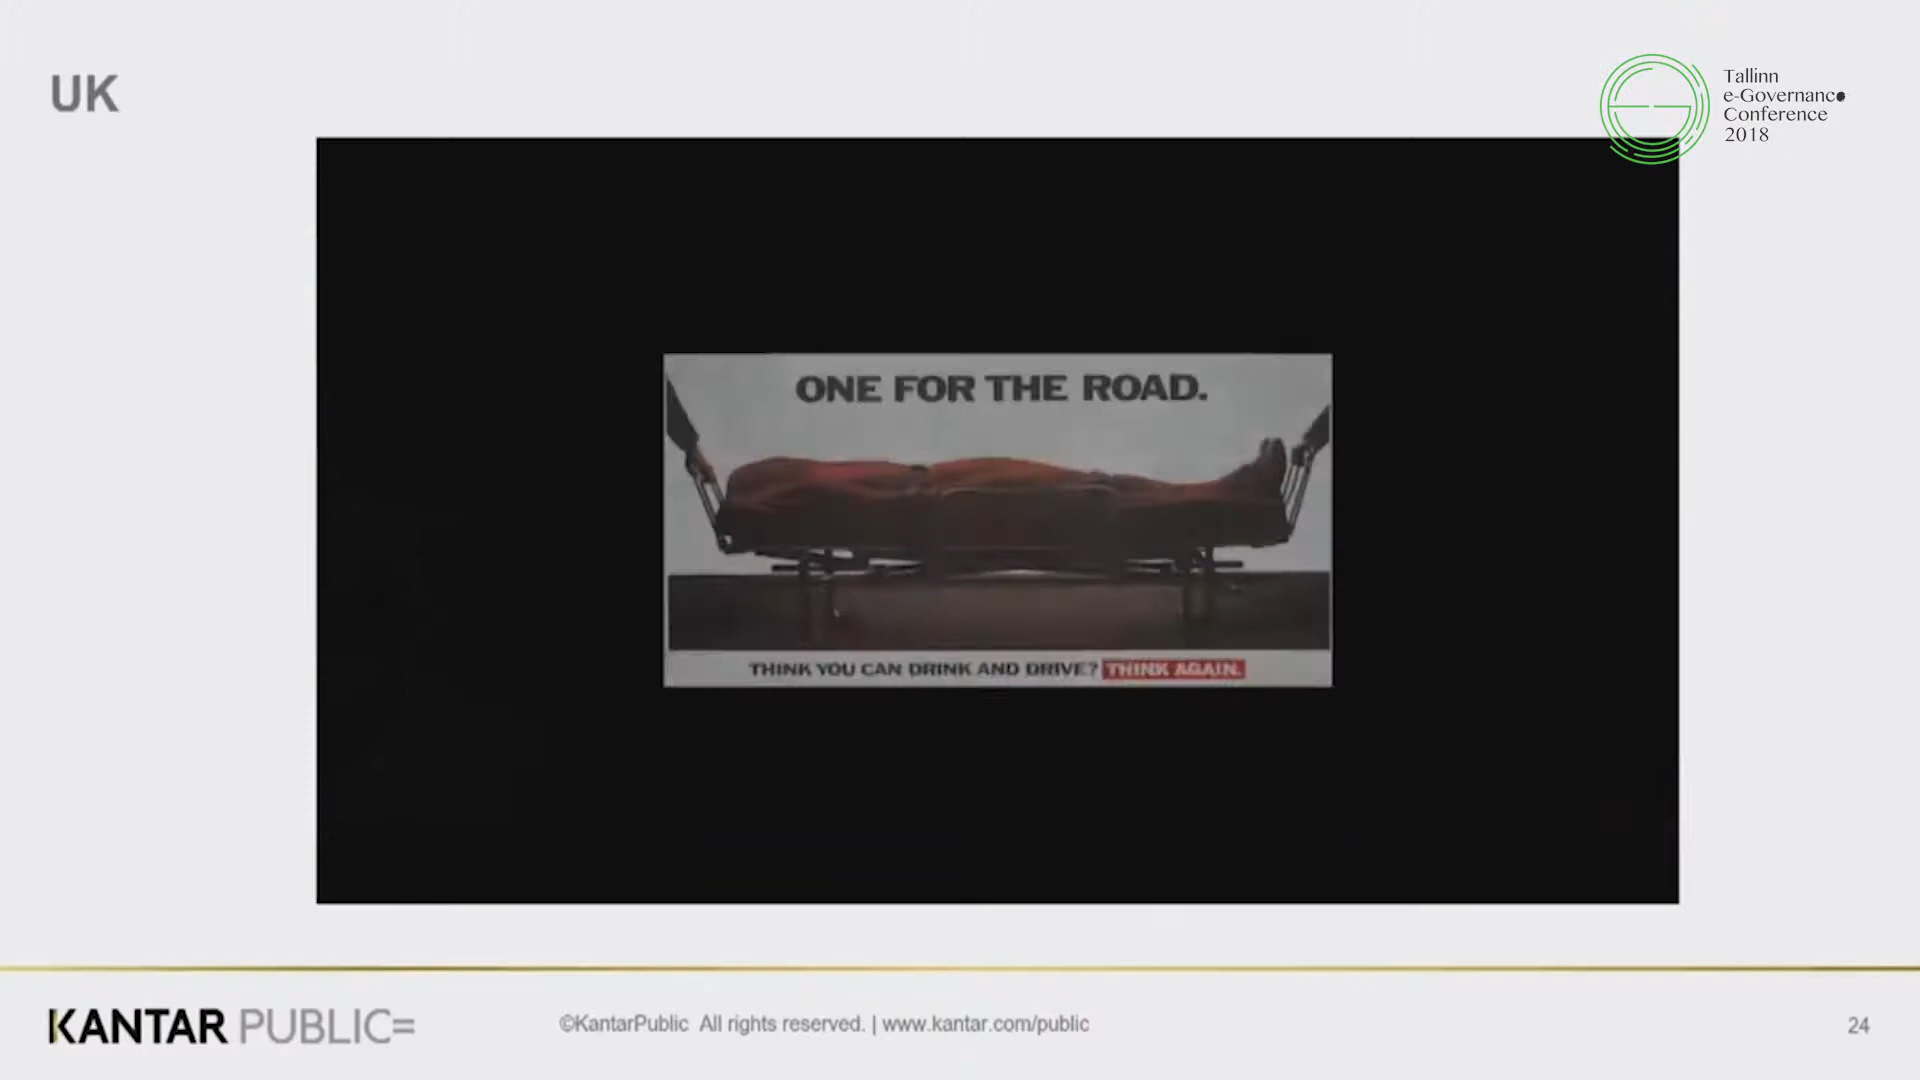 UK
Tallinn
e-Governance
Conference
2018
ONE FOR THE ROAD.
THINK YOU CAN DRINK AND DRIVE? THINK AGAIN.
KANTAR PUBLIC=
©KantarPublic All rights reserved. | www.kantar.com/public
24